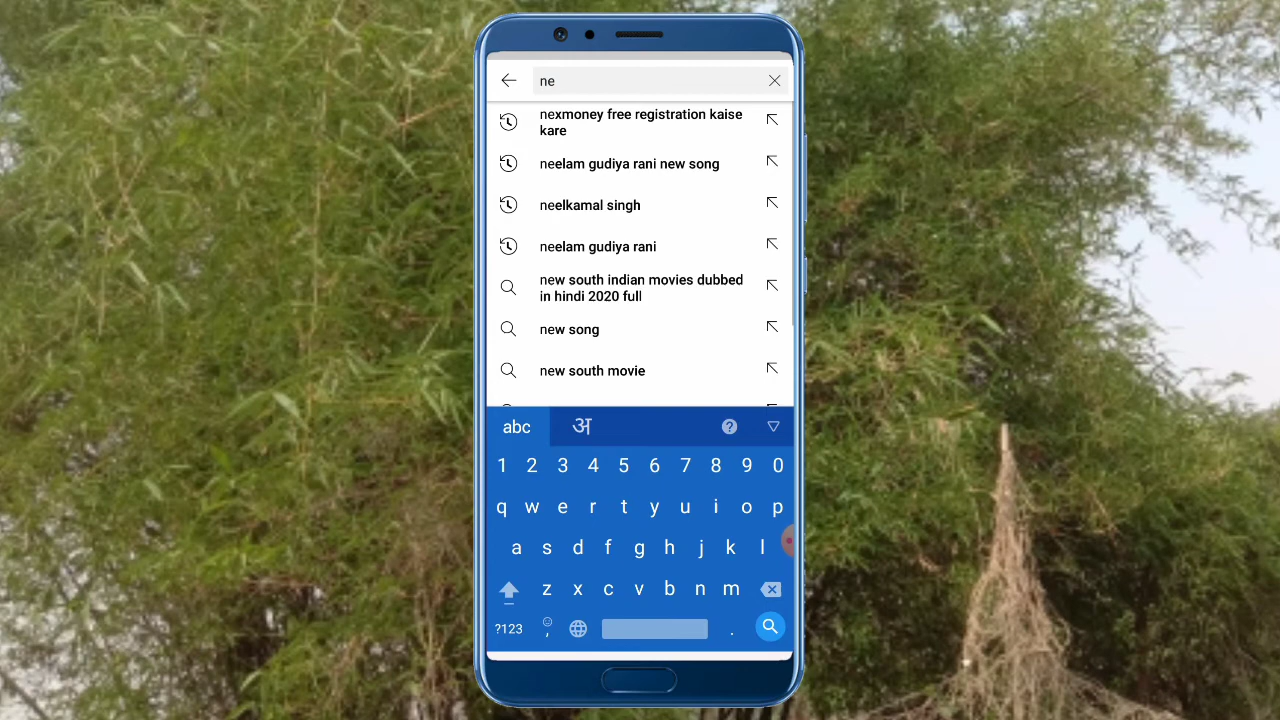 ne
nexmoney free registration kaise
kare
neelam gudiya rani new song
neelkamal singh
neelam gudiya rani
new south indian movies dubbed
in hindi 2020 full
new song
new south movie
abc अ ?
1 2 3 4 5 6 7 8 9 0
q w e r t y u i o p
a s d f g h j k l
z x c v b n m
?123 , .